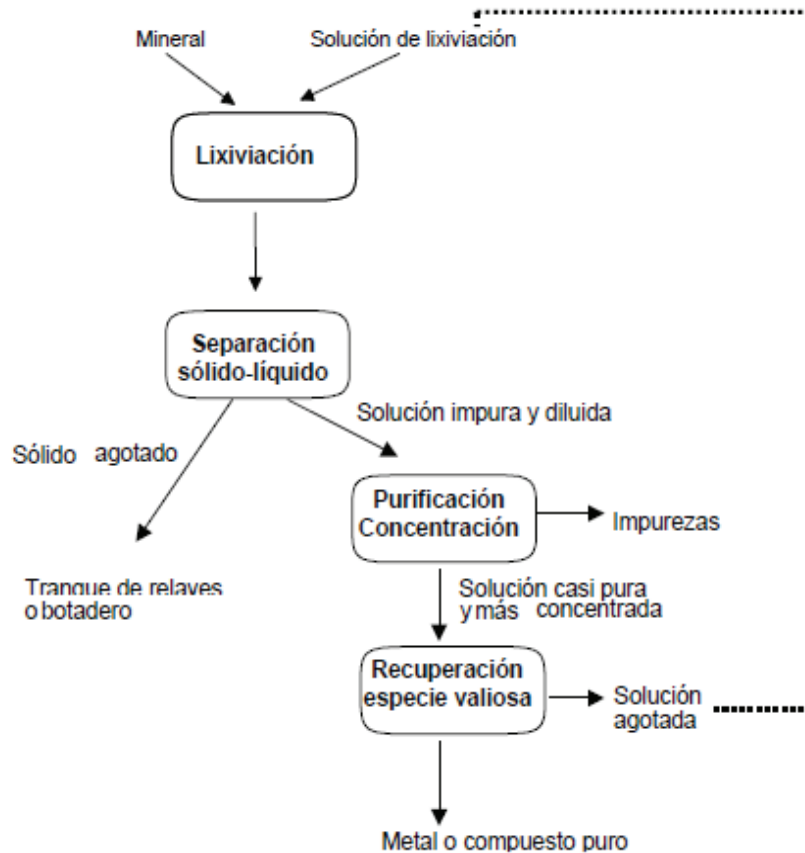 Mineral
Solución de lixiviación
Lixiviación
Separación
sólido-líquido
Solución impura y diluida
Sólido agotado
Purificación
Concentración
Impurezas
Tranque de relaves
o botadero
Solución casi pura
y más concentrada
Recuperación
especie valiosa
Solución
agotada
Metal o compuesto puro